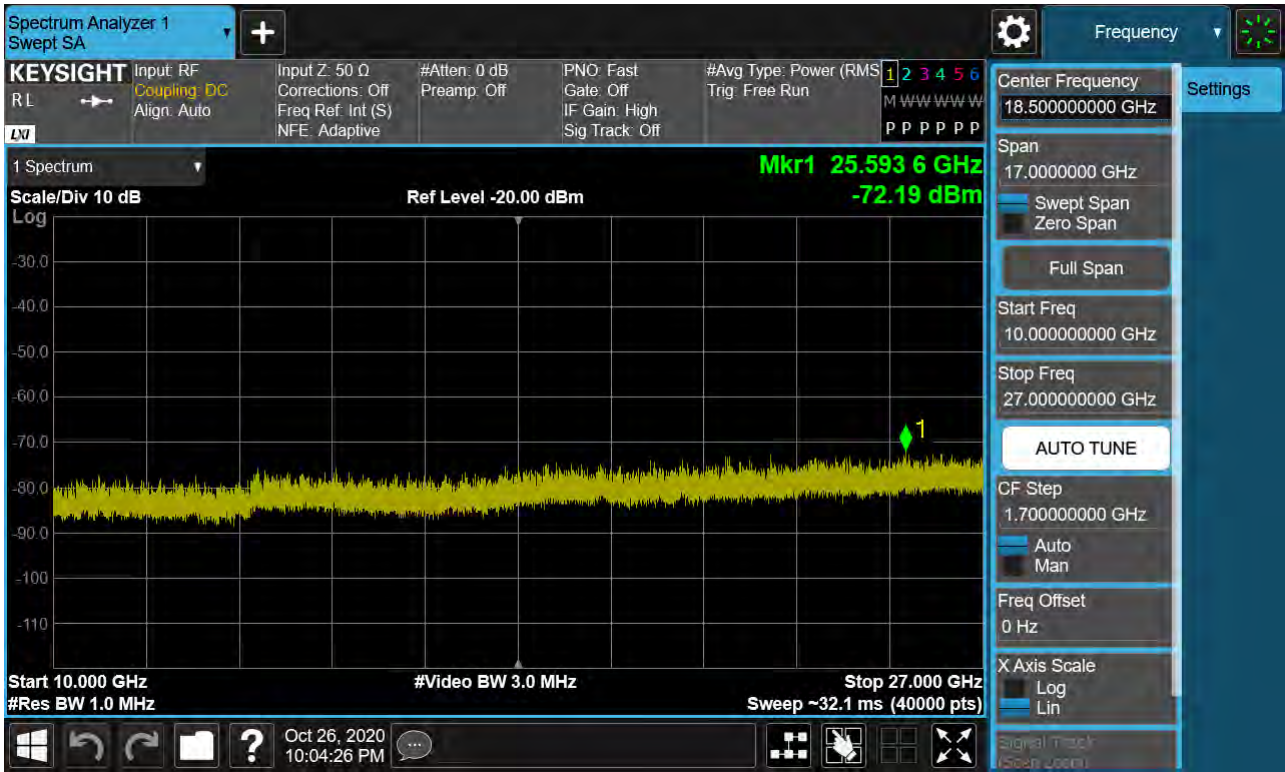 Spectrum Analyzer 1
Swept SA
+
Frequency
KEYSIGHT
RL
LXI
Input: RF
Coupling: DC
Align: Auto
Input Z: 50 Ω
Corrections: Off
Freq Ref: Int (S)
NFE: Adaptive
#Atten: 0 dB
Preamp: Off
PNO: Fast
Gate: Off
IF Gain: High
Sig Track: Off
#Avg Type: Power (RMS
Trig: Free Run
1 2 3 4 5 6
M W W W W W
P P P P P P
1 Spectrum
Scale/Div 10 dB
Log
Ref Level -20.00 dBm
Mkr1 25.593 6 GHz
-72.19 dBm
-30.0
-40.0
-50.0
-60.0
-70.0
-80.0
-90.0
-100
-110
1
Start 10.000 GHz
#Res BW 1.0 MHz
#Video BW 3.0 MHz
Stop 27.000 GHz
Sweep ~32.1 ms (40000 pts)
?
Oct 26, 2020
10:04:26 PM
Center Frequency
18.500000000 GHz
Span
17.0000000 GHz
Swept Span
Zero Span
Full Span
Start Freq
10.000000000 GHz
Stop Freq
27.000000000 GHz
AUTO TUNE
CF Step
1.700000000 GHz
Auto
Man
Freq Offset
0 Hz
X Axis Scale
Log
Lin
Signal Track
(Span Zoom)
Settings